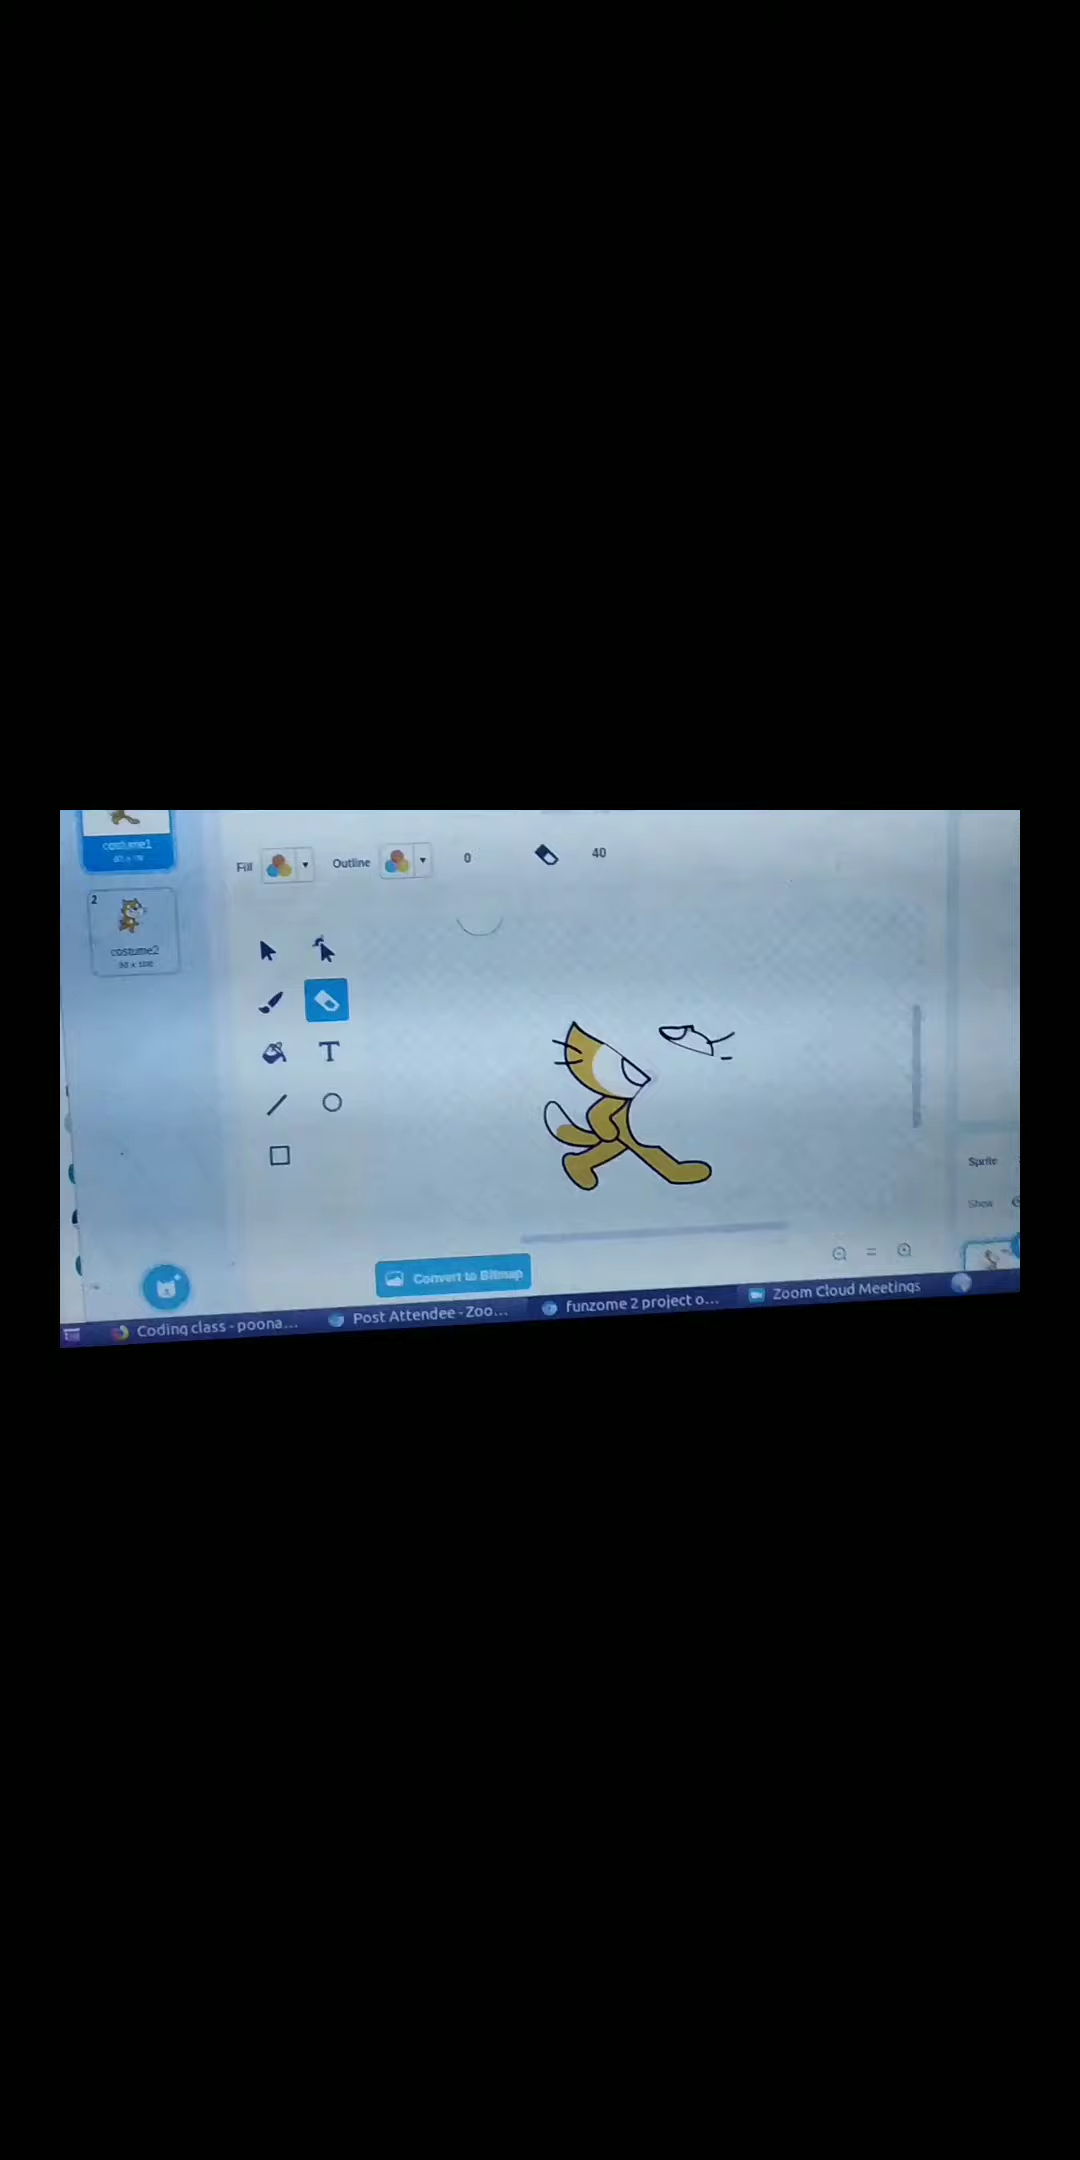 costume1
Fill
Outline
0
40
2
costume2
T
Sprite
Show
Convert to Bitmap
Coding class - poona...
Post Attendee - Zoo...
funzome 2 project o...
Zoom Cloud Meetings